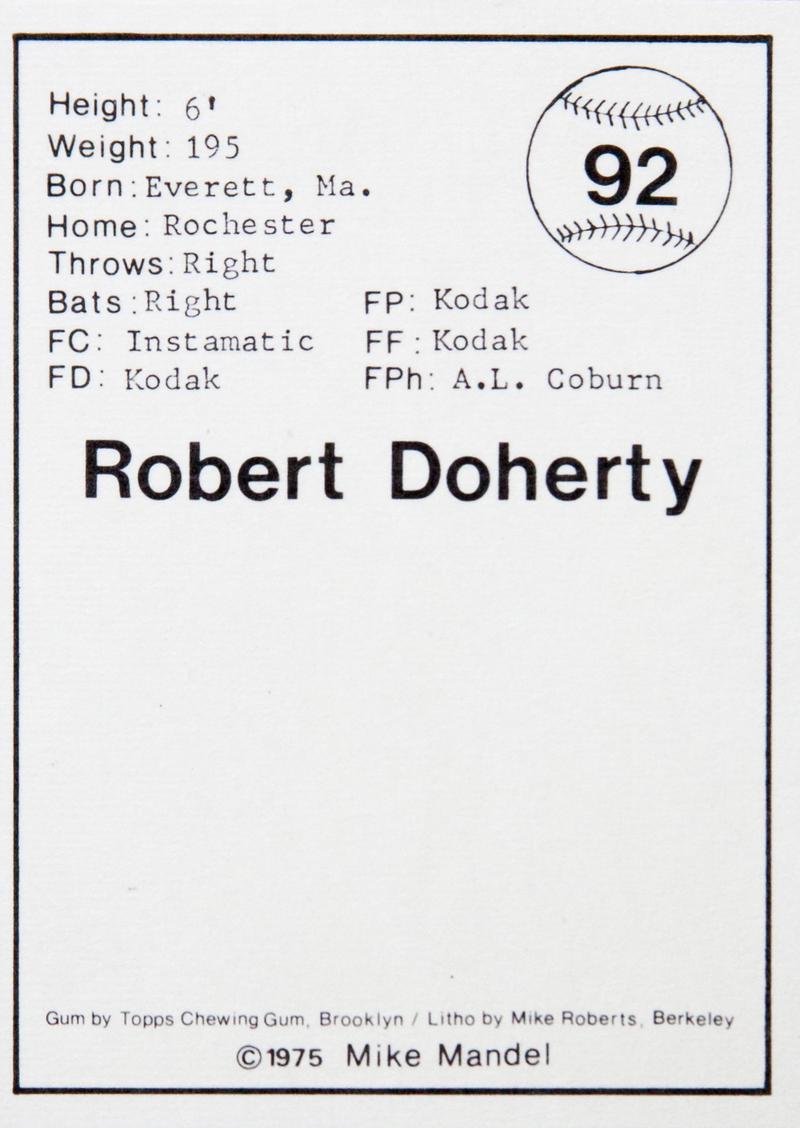 92
Height: 6'
Weight: 195
Born: Everett, Ma.
Home: Rochester
Throws: Right
Bats: Right FP: Kodak
FC: Instamatic FF: Kodak
FD: Kodak FPh: A.L. Coburn
Robert Doherty
Gum by Topps Chewing Gum, Brooklyn / Litho by Mike Roberts, Berkeley
©1975 Mike Mandel